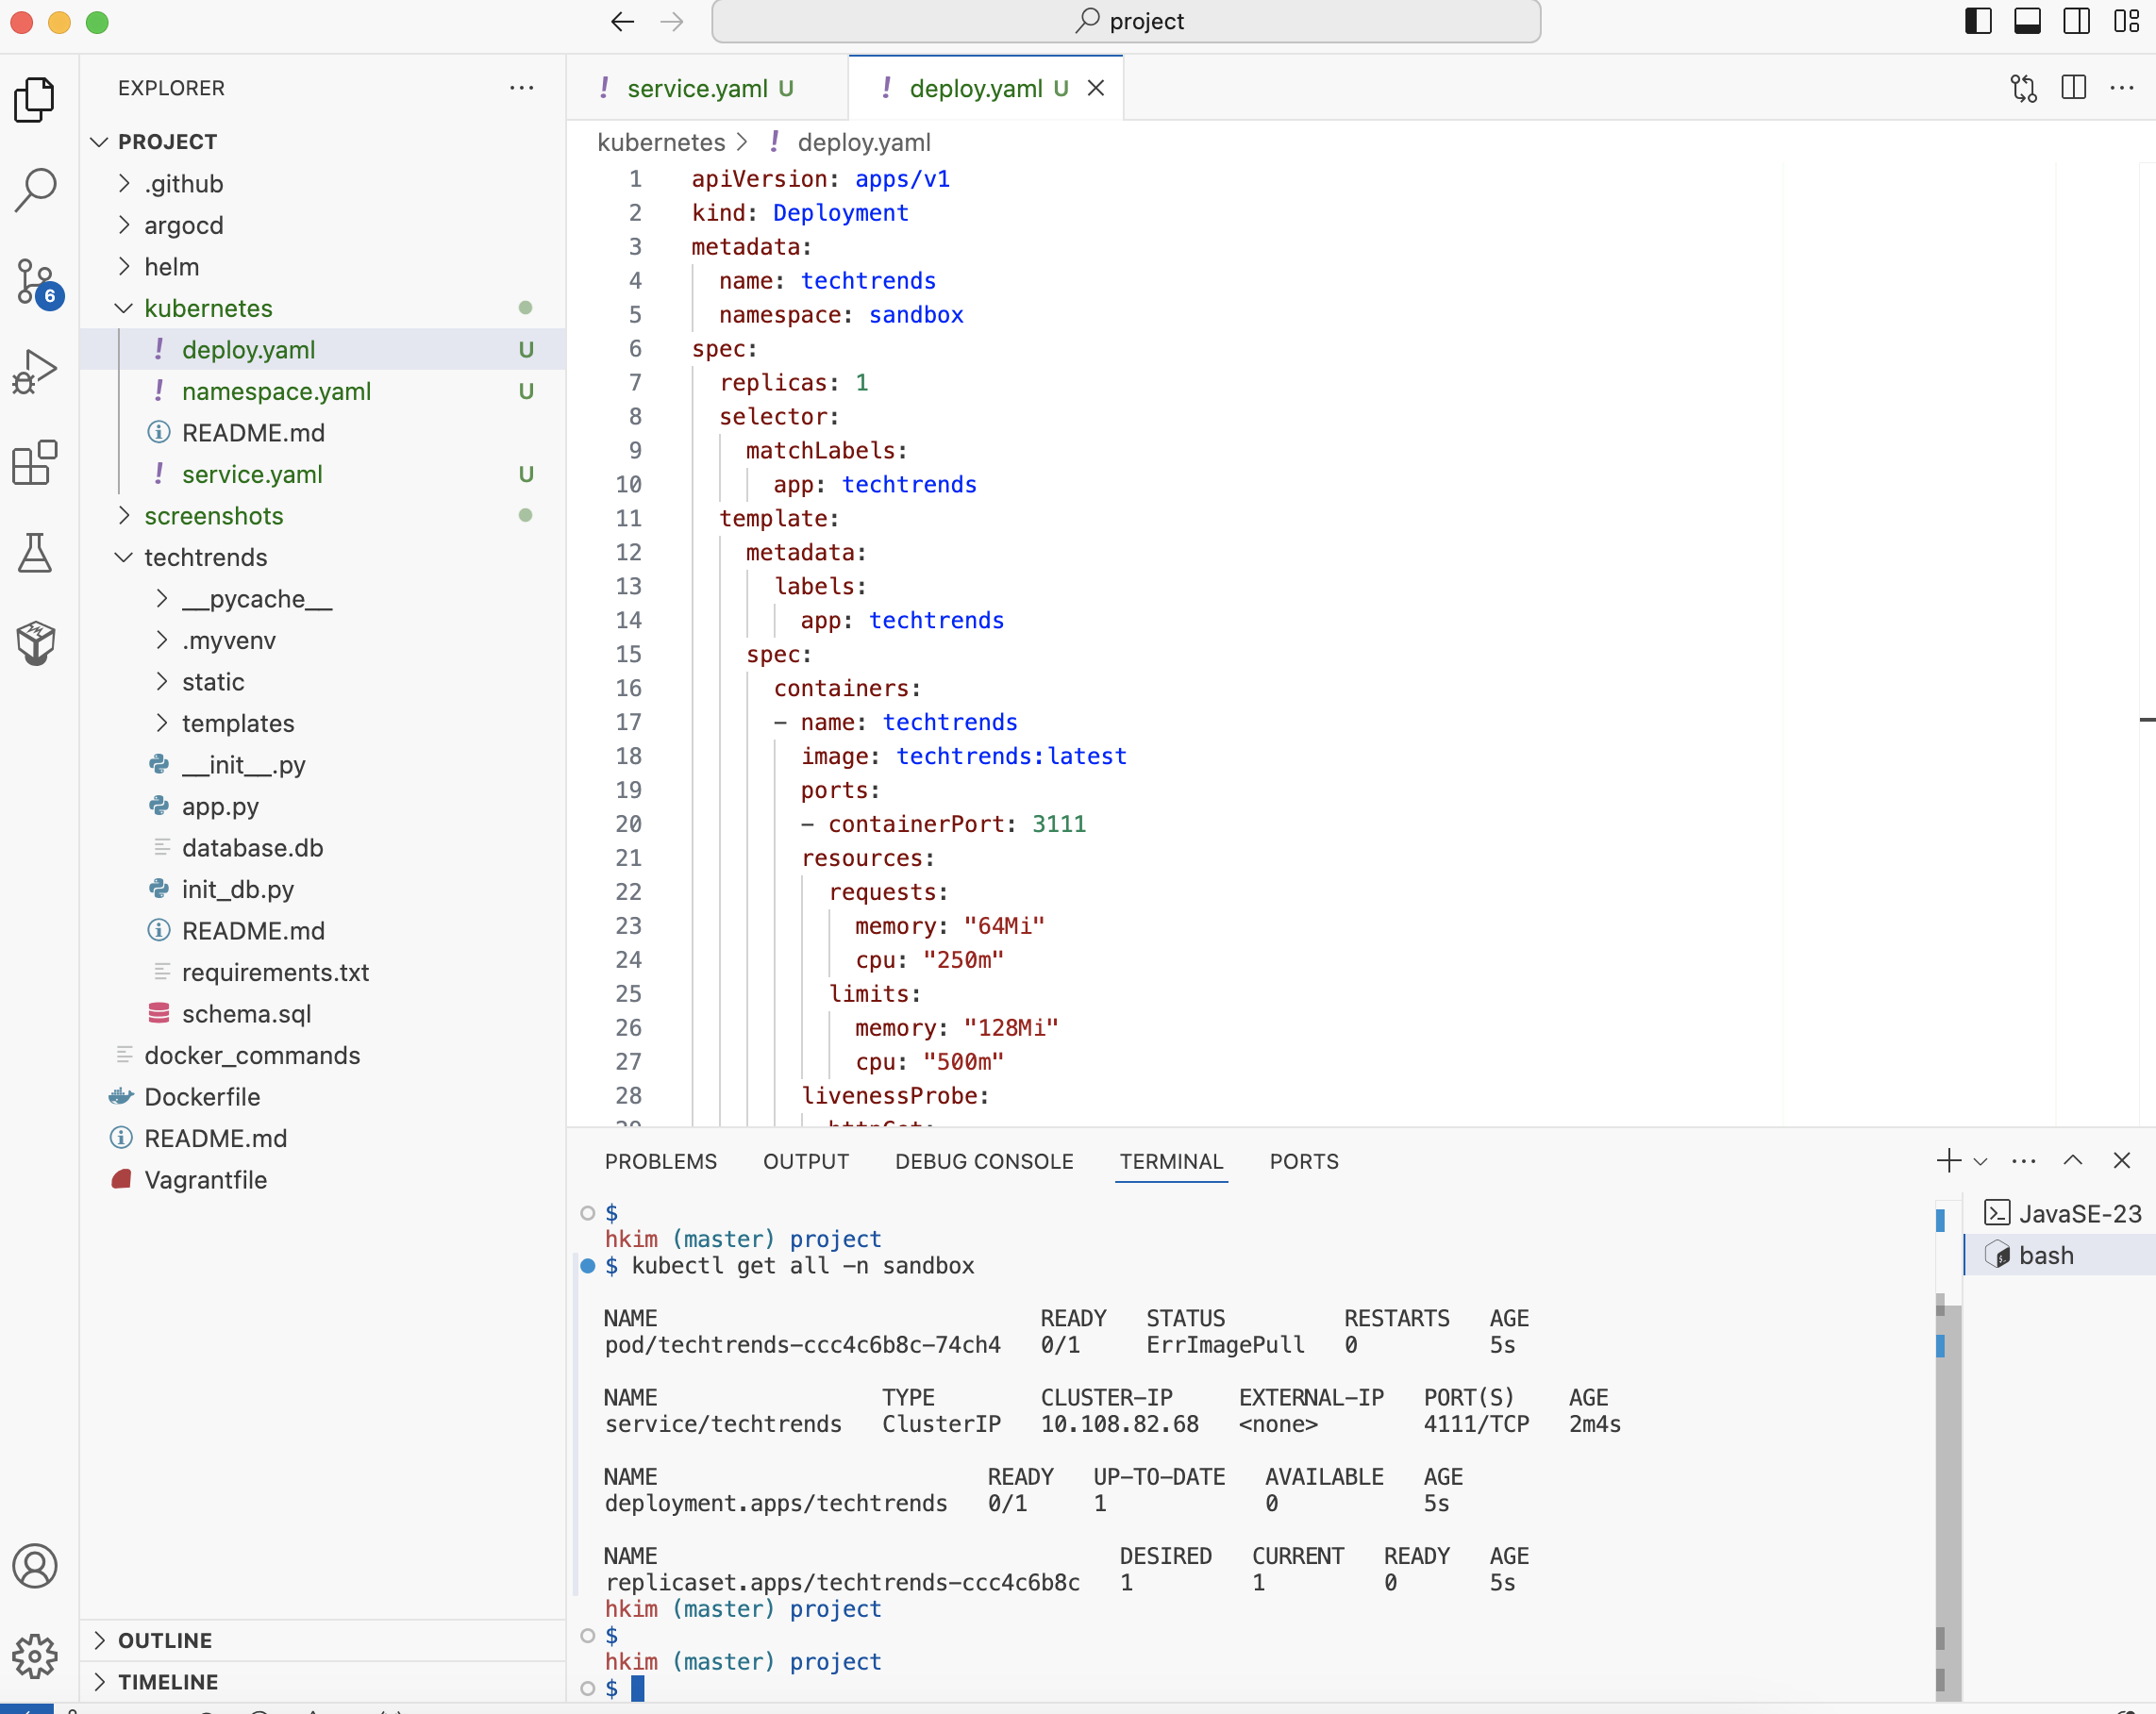 project
EXPLORER
PROJECT
.github
argocd
helm
kubernetes
deploy.yaml U
namespace.yaml U
README.md
service.yaml U
screenshots
techtrends
__pycache__
.myvenv
static
templates
__init__.py
app.py
database.db
init_db.py
README.md
requirements.txt
schema.sql
docker_commands
Dockerfile
README.md
Vagrantfile
OUTLINE
TIMELINE
6
service.yaml U
deploy.yaml U
kubernetes > ! deploy.yaml
1 apiVersion: apps/v1
2 kind: Deployment
3 metadata:
4 name: techtrends
5 namespace: sandbox
6 spec:
7 replicas: 1
8 selector:
9 matchLabels:
10 app: techtrends
11 template:
12 metadata:
13 labels:
14 app: techtrends
15 spec:
16 containers:
17 - name: techtrends
18 image: techtrends:latest
19 ports:
20 - containerPort: 3111
21 resources:
22 requests:
23 memory: "64Mi"
24 cpu: "250m"
25 limits:
26 memory: "128Mi"
27 cpu: "500m"
28 livenessProbe:
PROBLEMS OUTPUT DEBUG CONSOLE TERMINAL PORTS
$
hkim (master) project
$ kubectl get all -n sandbox
NAME READY STATUS RESTARTS AGE
pod/techtrends-ccc4c6b8c-74ch4 0/1 ErrImagePull 0 5s
NAME TYPE CLUSTER-IP EXTERNAL-IP PORT(S) AGE
service/techtrends ClusterIP 10.108.82.68 <none> 4111/TCP 2m4s
NAME READY UP-TO-DATE AVAILABLE AGE
deployment.apps/techtrends 0/1 1 0 5s
NAME DESIRED CURRENT READY AGE
replicaset.apps/techtrends-ccc4c6b8c 1 1 0 5s
hkim (master) project
$
hkim (master) project
$
JavaSE-23
bash